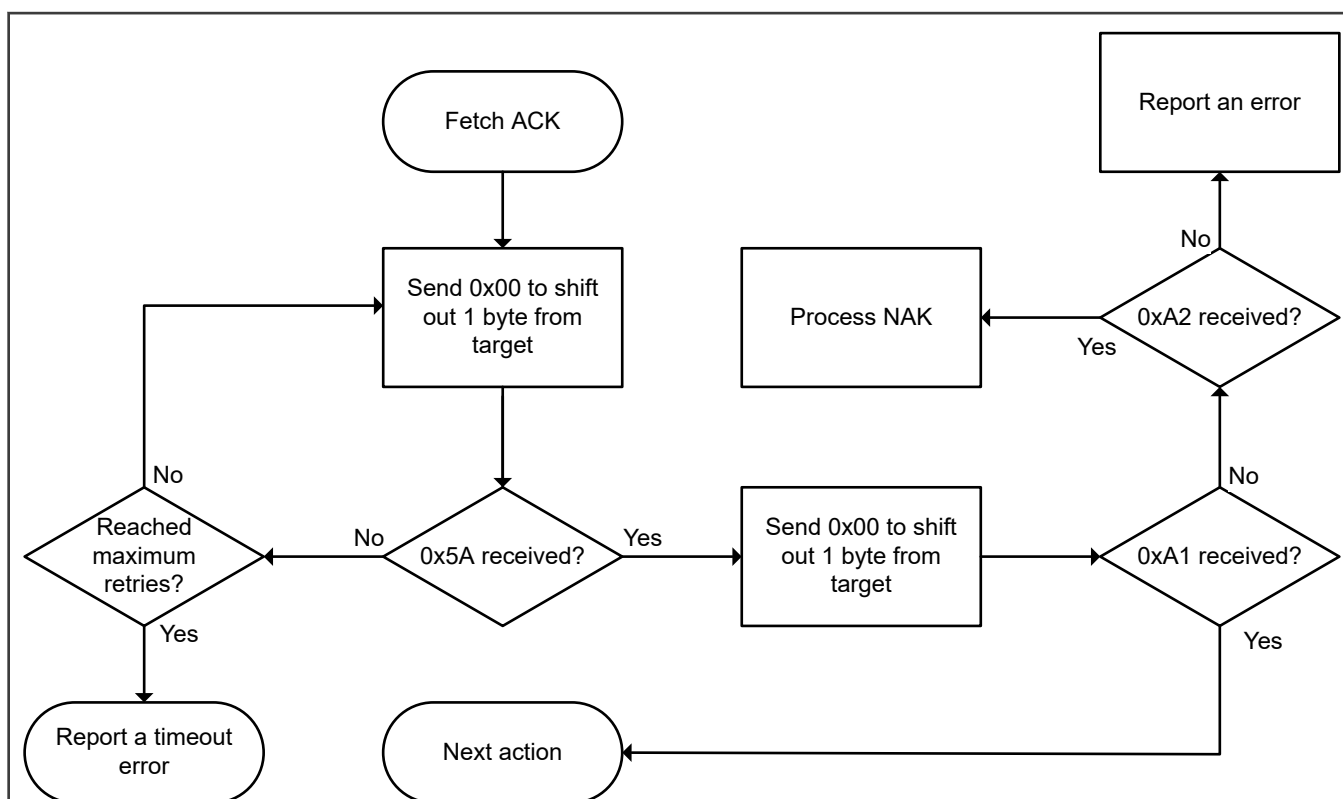 Fetch ACK
Report an error
Send 0x00 to shift
out 1 byte from
target
Process NAK
0xA2 received?
No
Yes
No
Reached
maximum
retries?
No
0x5A received?
Yes
Send 0x00 to shift
out 1 byte from
target
0xA1 received?
No
Yes
Yes
Report a timeout
error
Next action